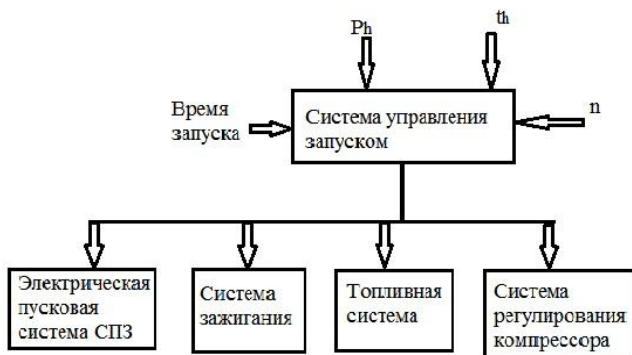 Ph
th
Время
запуска
Система управления
запуском
n
Электрическая
пусковая
система СПЗ
Система
зажигания
Топливная
система
Система
регулирования
компрессора